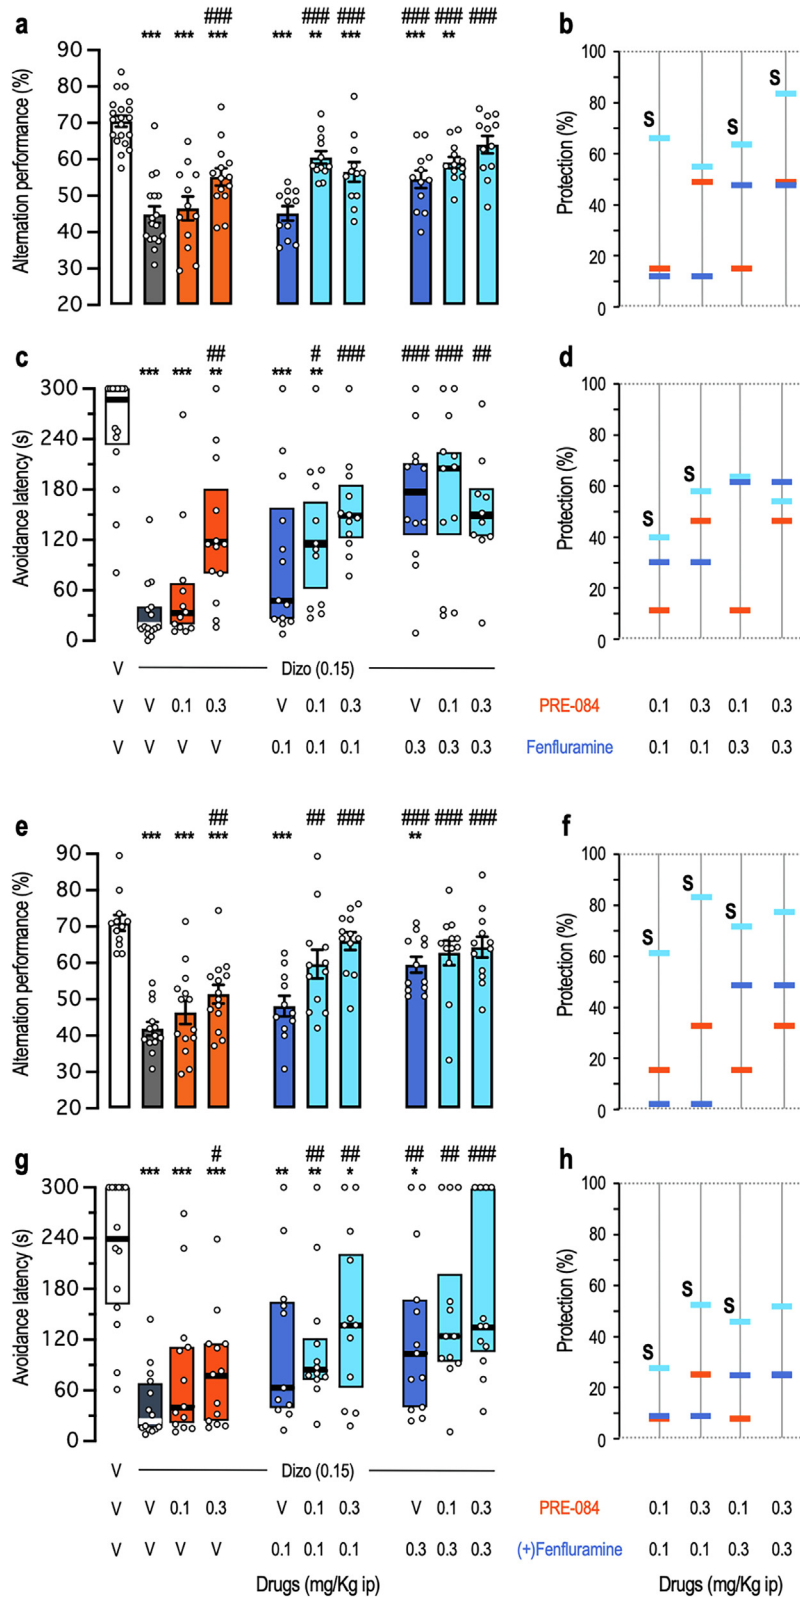 a
b
###
###
###
###
###
###
***
***
***
***
**
***
***
**
Alternation performance (%)
90
80
70
60
50
40
30
20
Protection (%)
100
80
60
40
20
0
S
S
S
c
d
##
#
###
###
###
##
***
***
**
***
**
Avoidance latency (s)
300
240
180
120
60
0
Protection (%)
100
80
60
40
20
0
S
S
V
Dizo (0.15)
V V 0.1 0.3 V 0.1 0.3 V 0.1 0.3 PRE-084 0.1 0.3 0.1 0.3
V V V V 0.1 0.1 0.1 0.3 0.3 0.3 Fenfluramine 0.1 0.1 0.3 0.3
e
f
##
##
###
###
###
###
***
***
***
***
**
Alternation performance (%)
90
80
70
60
50
40
30
20
Protection (%)
100
80
60
40
20
0
S
S
S
g
h
#
##
##
##
##
###
***
***
***
**
**
*
*
Avoidance latency (s)
300
240
180
120
60
0
Protection (%)
100
80
60
40
20
0
S
S
S
V
Dizo (0.15)
V V 0.1 0.3 V 0.1 0.3 V 0.1 0.3 PRE-084 0.1 0.3 0.1 0.3
V V V V 0.1 0.1 0.1 0.3 0.3 0.3 (+)Fenfluramine 0.1 0.1 0.3 0.3
Drugs (mg/Kg ip)
Drugs (mg/Kg ip)